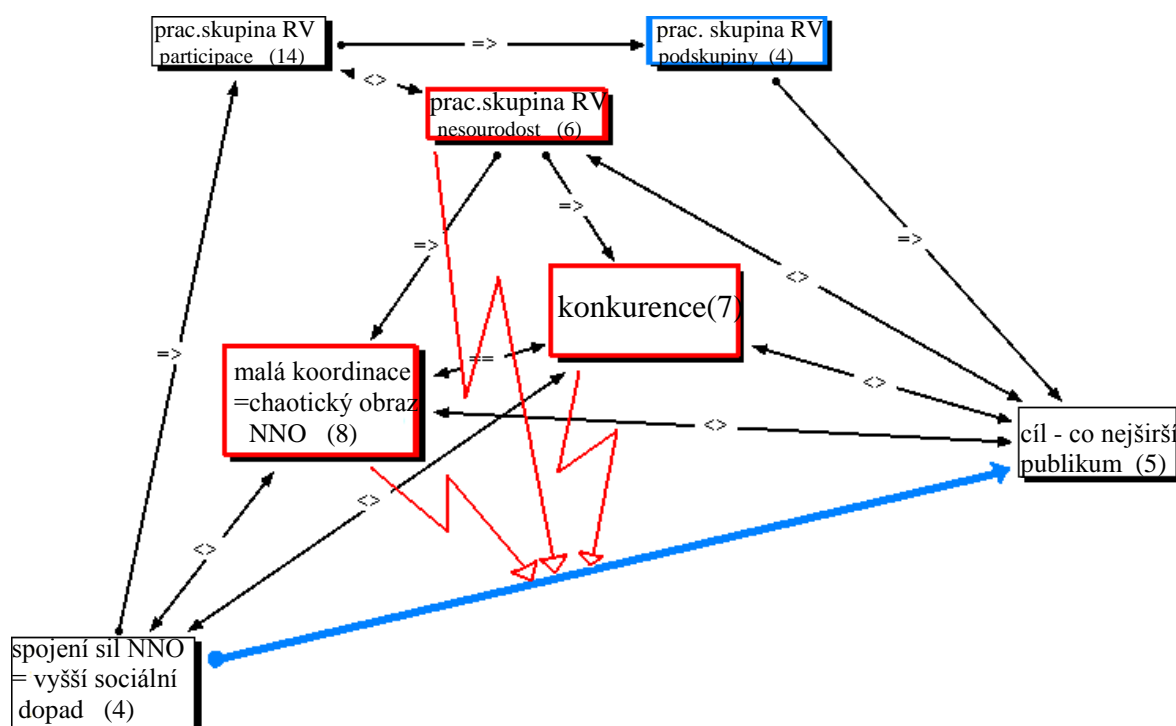 prac.skupina RV
participace (14)
=>
prac. skupina RV
podskupiny (4)
<>
prac.skupina RV
nesourodost (6)
=>
=>
=>
<>
konkurence(7)
=>
==
malá koordinace
=chaotický obraz
NNO (8)
<>
<>
cíl - co nejširší
publikum (5)
<>
<>
spojení sil NNO
= vyšší sociální
dopad (4)